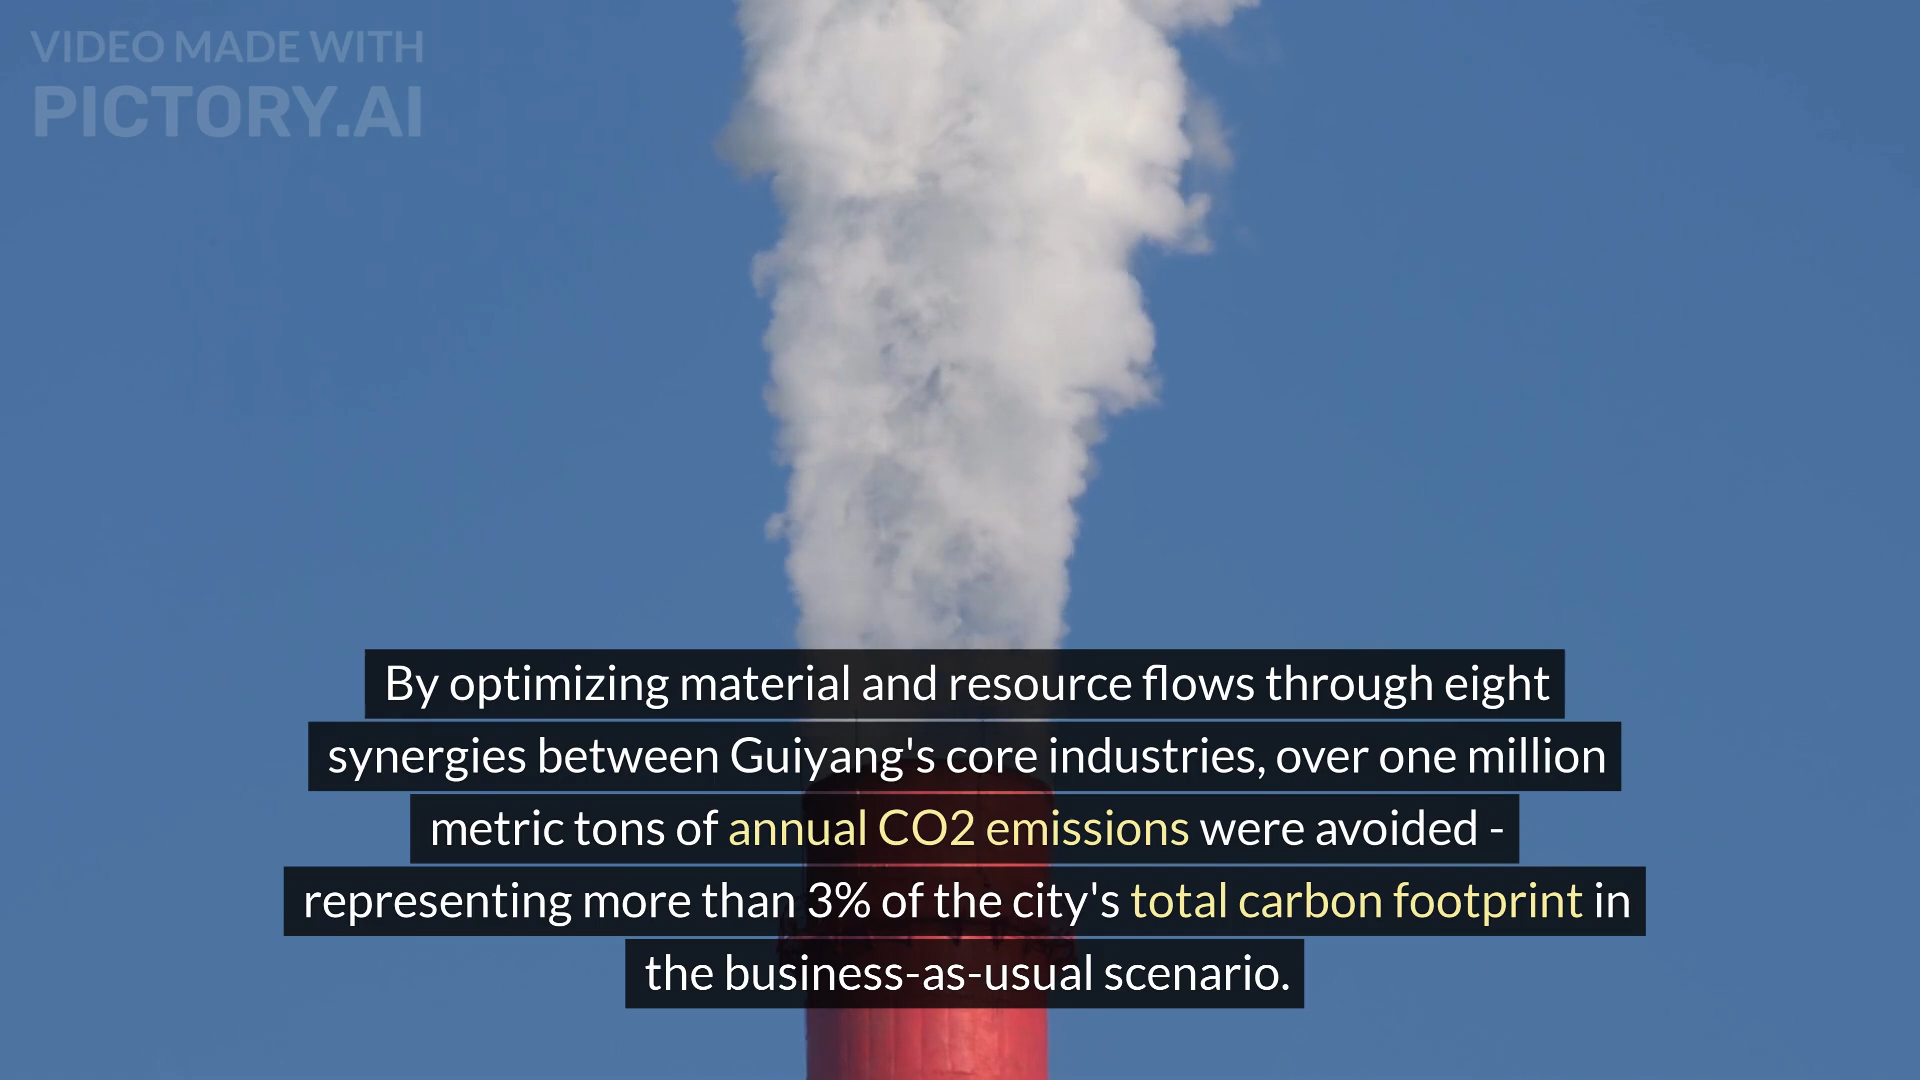 VIDEO MADE WITH
PICTORY.AI
By optimizing material and resource flows through eight
synergies between Guiyang's core industries, over one million
metric tons of annual CO2 emissions were avoided -
representing more than 3% of the city's total carbon footprint in
the business-as-usual scenario.